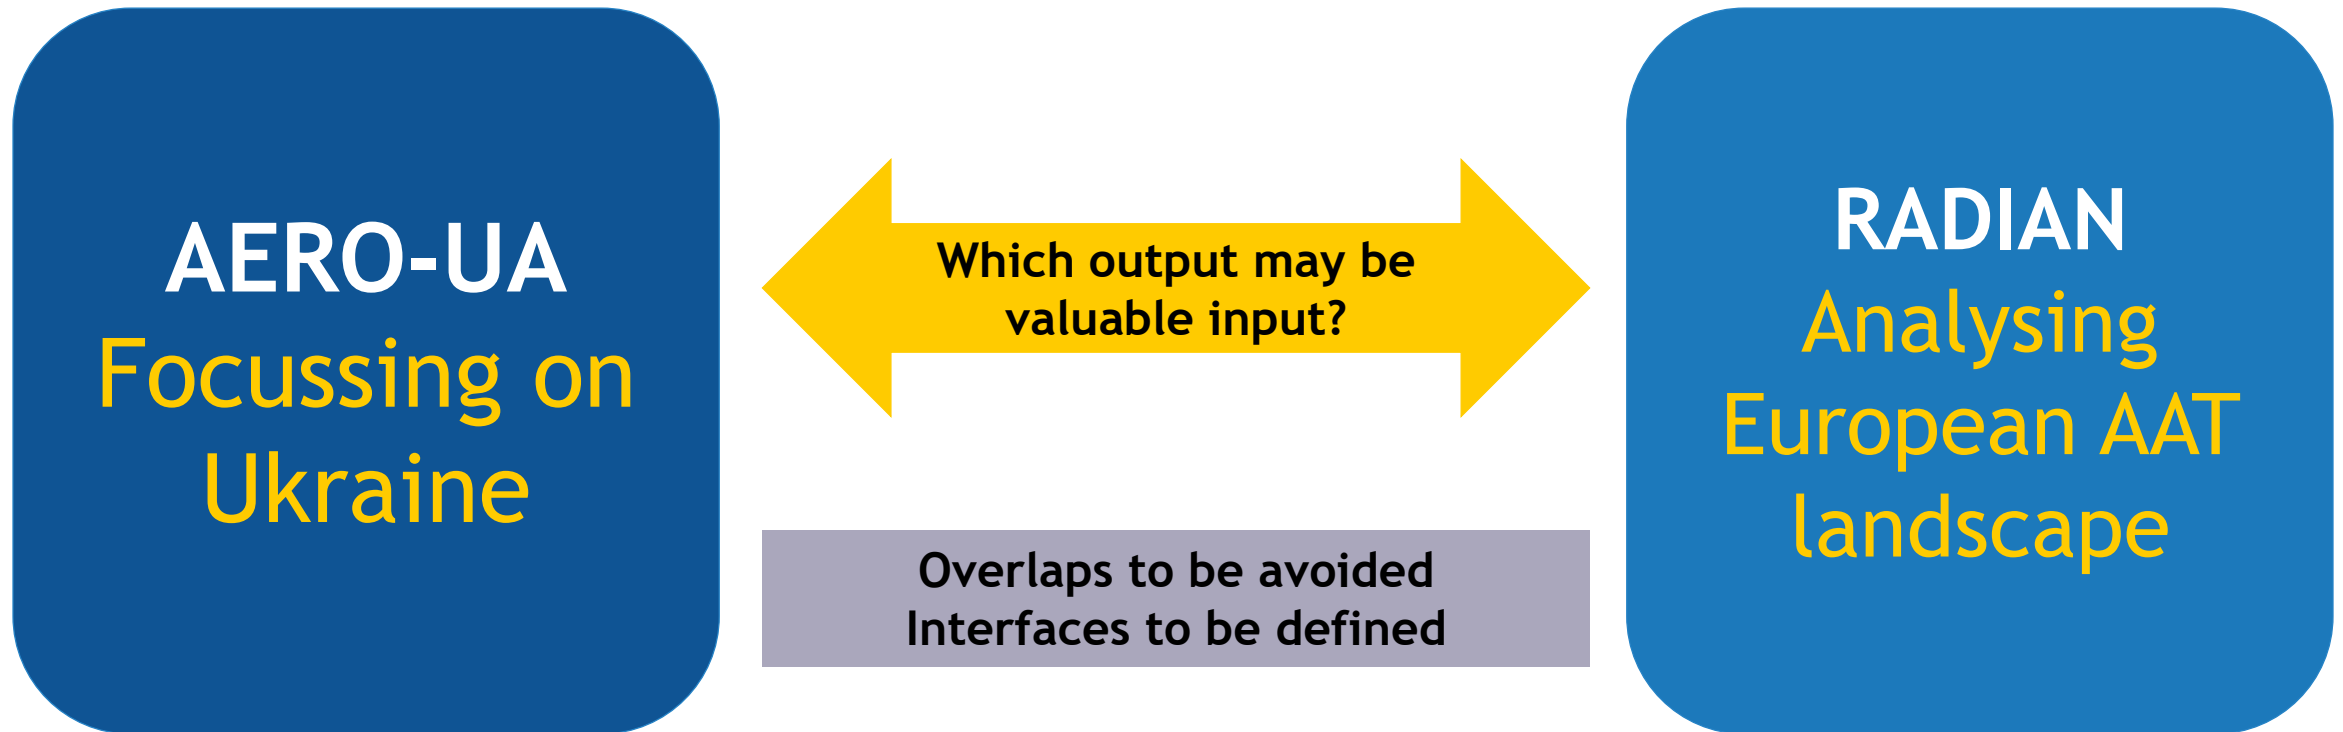 AERO-UA
Focussing on
Ukraine
Which output may be
valuable input?
Overlaps to be avoided
Interfaces to be defined
RADIAN
Analysing
European AAT
landscape